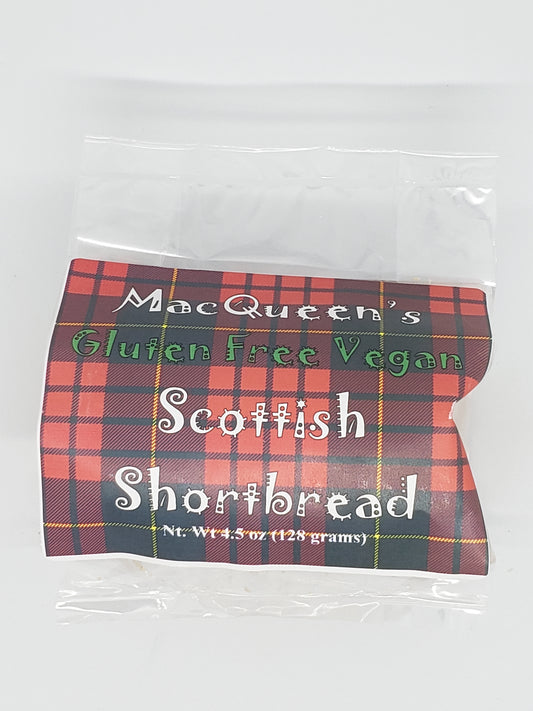 MacQueen's
Gluten Free Vegan
Scottish
Shortbread
Nt. Wt 4.5 oz (128 grams)